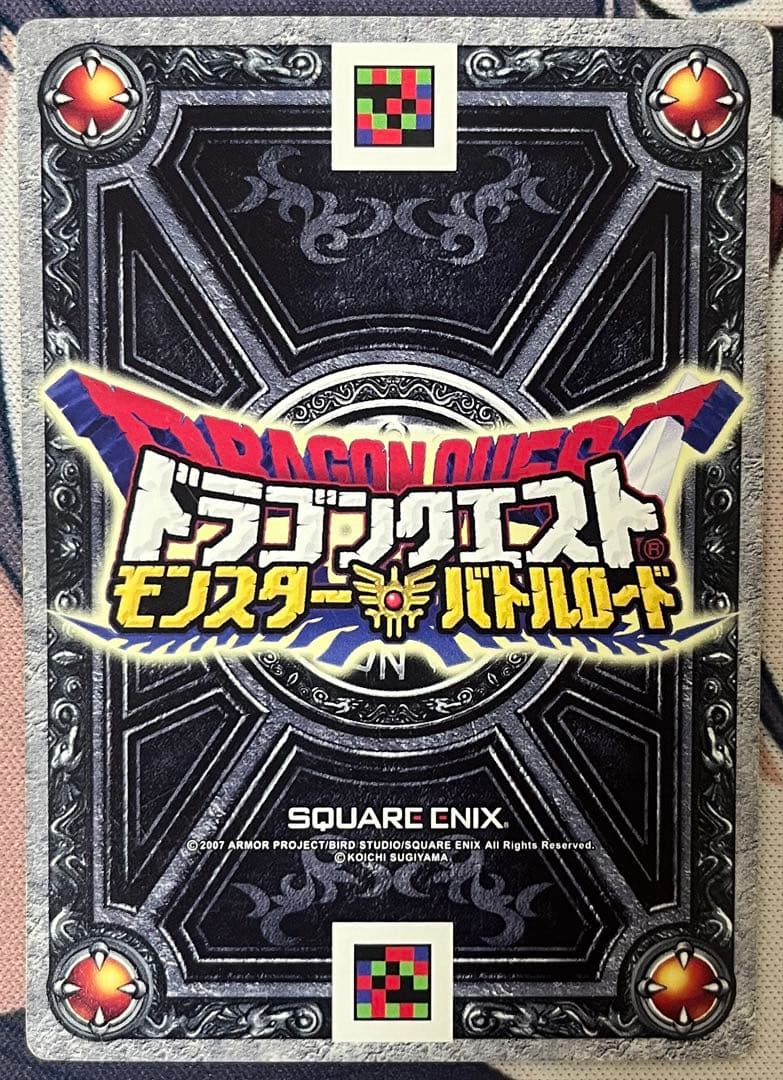 DRAGON QUEST
ドラゴンクエスト®
モンスターバトルロード
ON
SQUARE ENIX®
©2007 ARMOR PROJECT/BIRD STUDIO/SQUARE ENIX All Rights Reserved.
©KOICHI SUGIYAMA